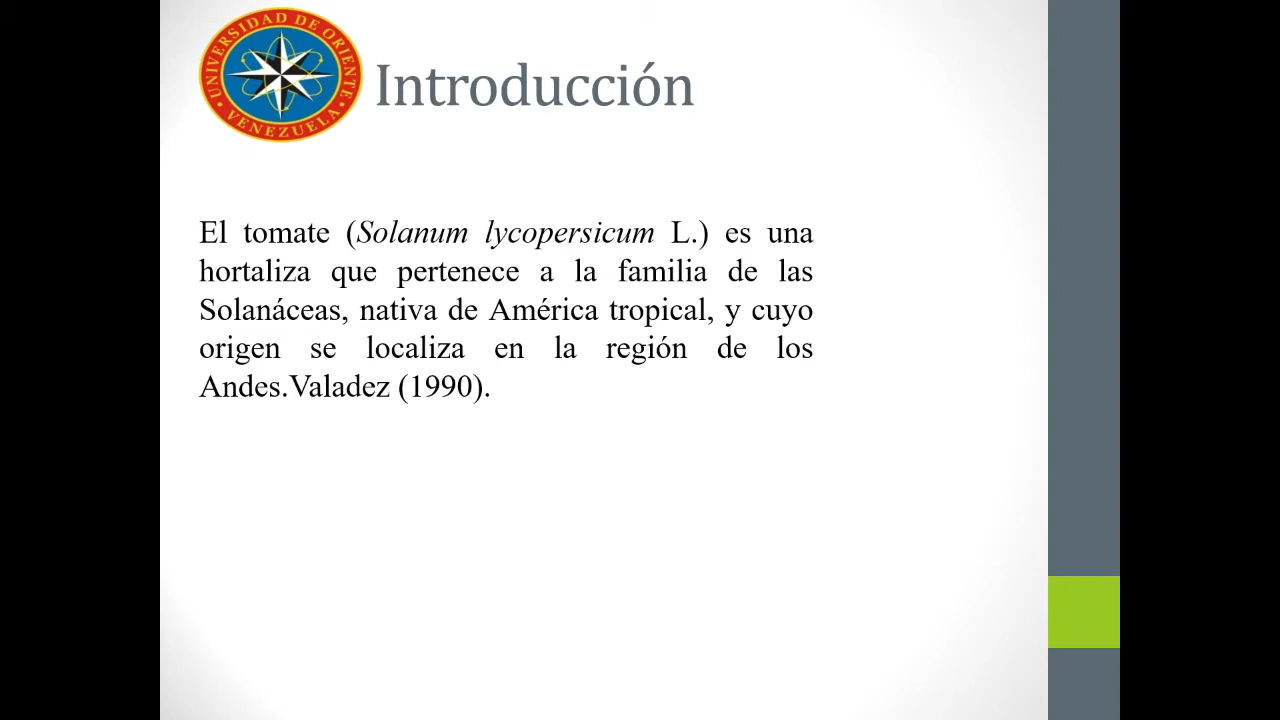 UNIVERSIDAD DE ORIENTE
VENEZUELA
Introducción
El tomate (Solanum lycopersicum L.) es una
hortaliza que pertenece a la familia de las
Solanáceas, nativa de América tropical, y cuyo
origen se localiza en la región de los
Andes.Valadez (1990).